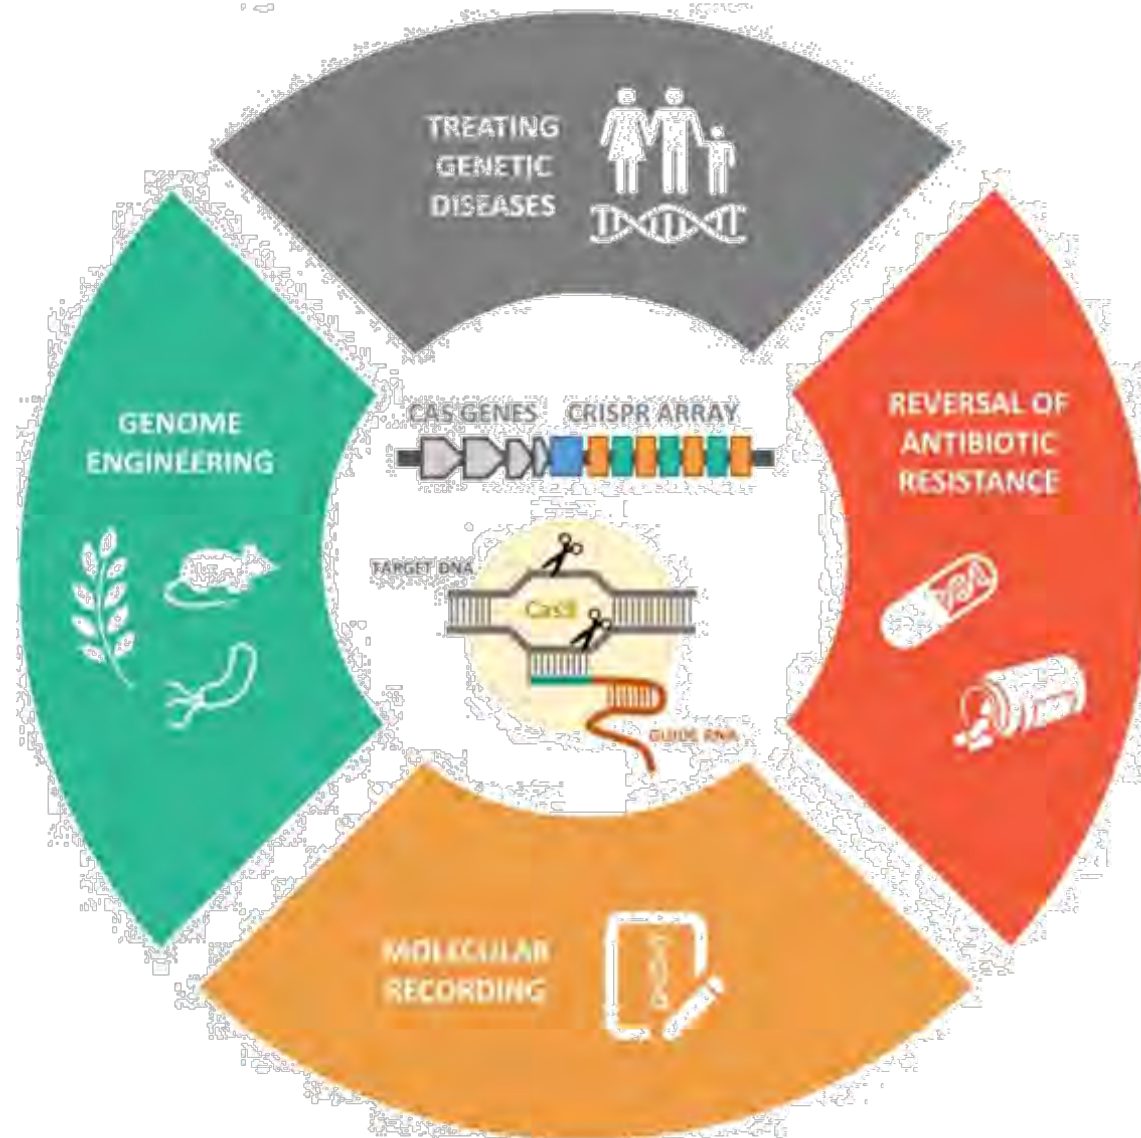 TREATING
GENETIC
DISEASES
GENOME
ENGINEERING
CAS GENES CRISPR ARRAY
REVERSAL OF
ANTIBIOTIC
RESISTANCE
TARGET DNA
GUIDE RNA
MOLECULAR
RECORDING